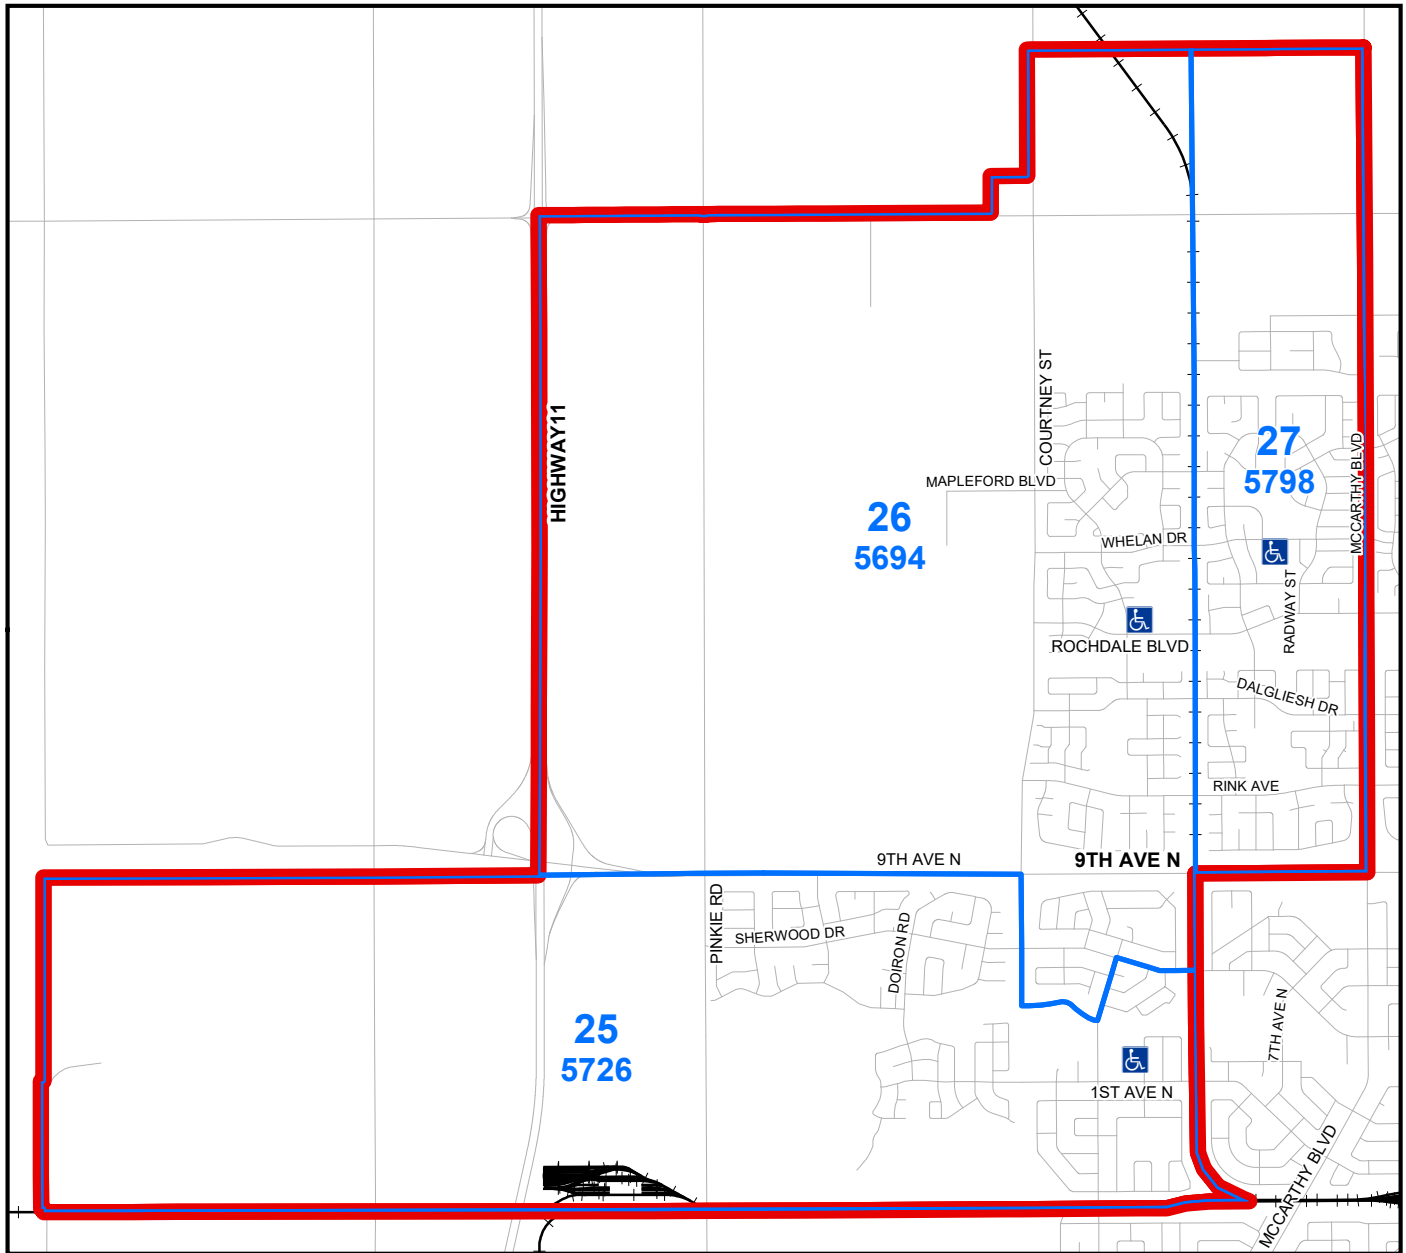 COURTNEY ST
HIGHWAY11
27
5798
MCCARTHY BLVD
MAPLEFORD BLVD
26
5694
WHELAN DR
RADWAY ST
ROCHDALE BLVD
DALGLIESH DR
RINK AVE
9TH AVE N
9TH AVE N
PINKIE RD
SHERWOOD DR
DOIRON RD
7TH AVE N
25
5726
1ST AVE N
MCCARTHY BLVD